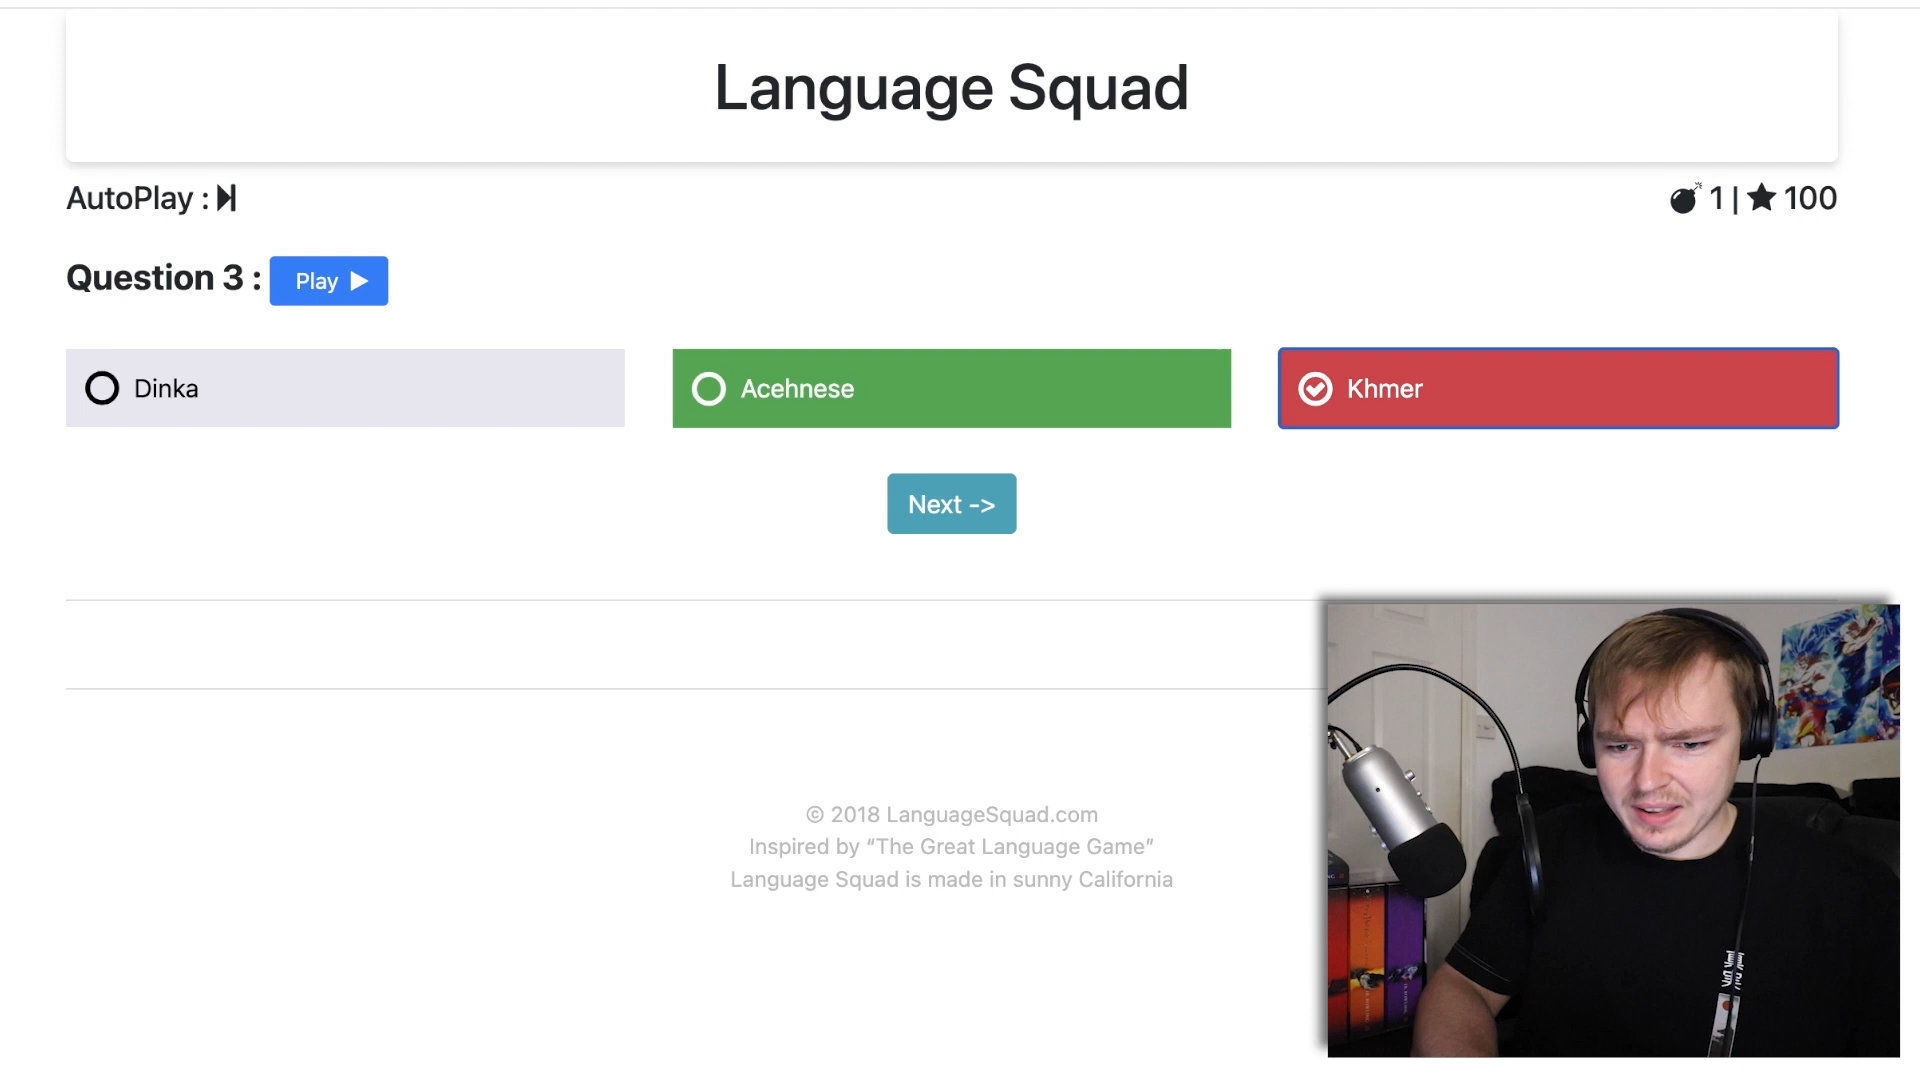 Language Squad
AutoPlay :
1 | 100
Question 3 : Play
Dinka
Acehnese
Khmer
Next ->
© 2018 LanguageSquad.com
Inspired by “The Great Language Game”
Language Squad is made in sunny California